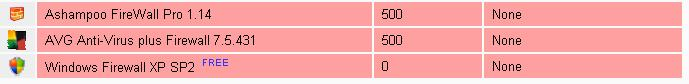 Ashampoo FireWall Pro 1.14 500 None
AVG Anti-Virus plus Firewall 7.5.431 500 None
Windows Firewall XP SP2 FREE 0 None